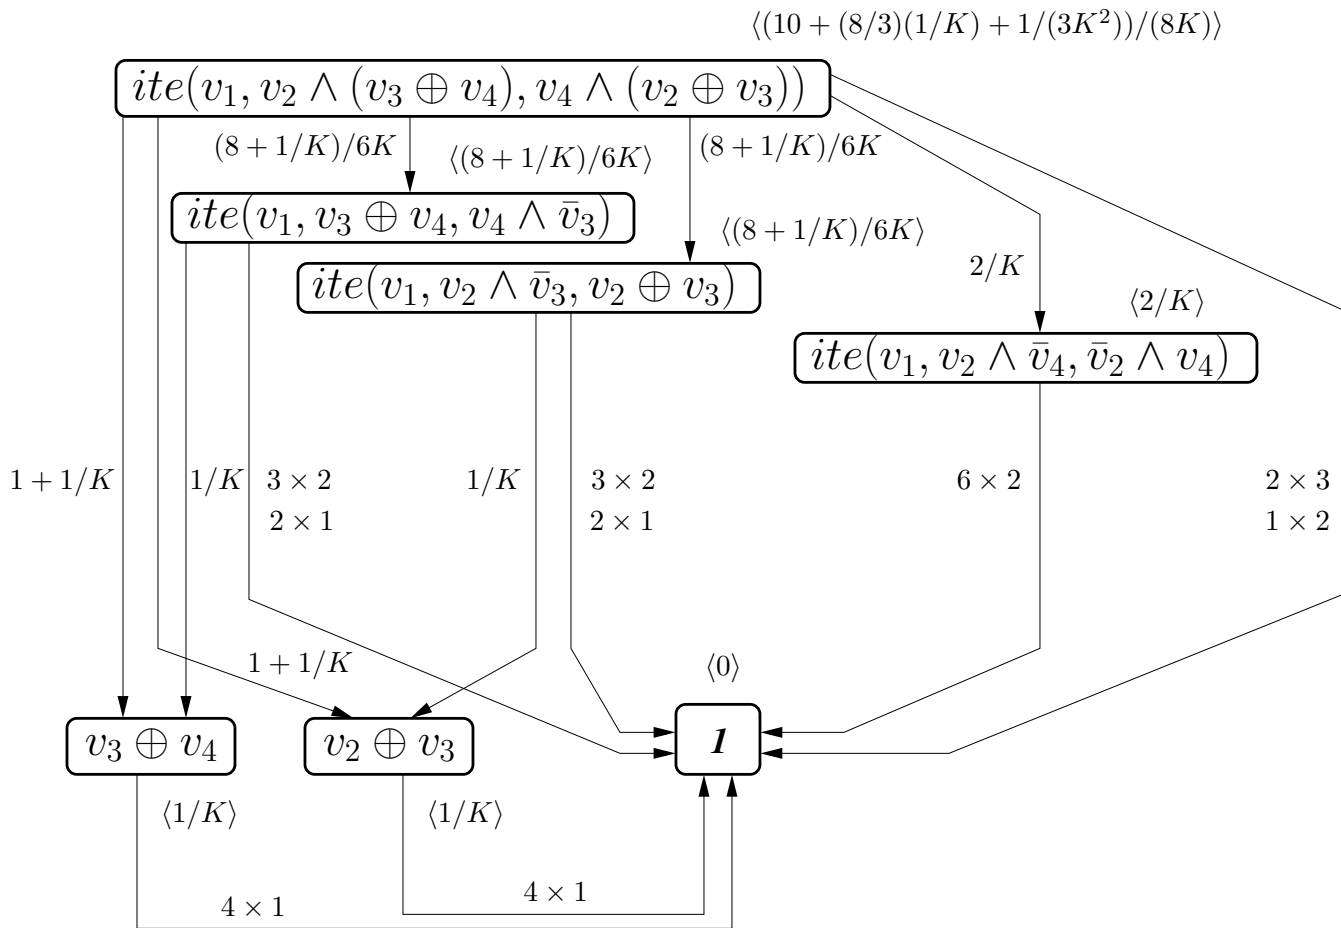 ⟨(10 + (8/3)(1/K) + 1/(3K²))/(8K)⟩
ite(v₁, v₂ ∧ (v₃ ⊕ v₄), v₄ ∧ (v₂ ⊕ v₃))
(8 + 1/K)/6K
⟨(8 + 1/K)/6K⟩
(8 + 1/K)/6K
ite(v₁, v₃ ⊕ v₄, v₄ ∧ v̄₃)
⟨(8 + 1/K)/6K⟩
2/K
ite(v₁, v₂ ∧ v̄₃, v₂ ⊕ v₃)
⟨2/K⟩
ite(v₁, v₂ ∧ v̄₄, v̄₂ ∧ v₄)
1 + 1/K
1/K
3 × 2
2 × 1
1/K
3 × 2
2 × 1
6 × 2
2 × 3
1 × 2
1 + 1/K
⟨0⟩
v₃ ⊕ v₄
v₂ ⊕ v₃
1
⟨1/K⟩
⟨1/K⟩
4 × 1
4 × 1